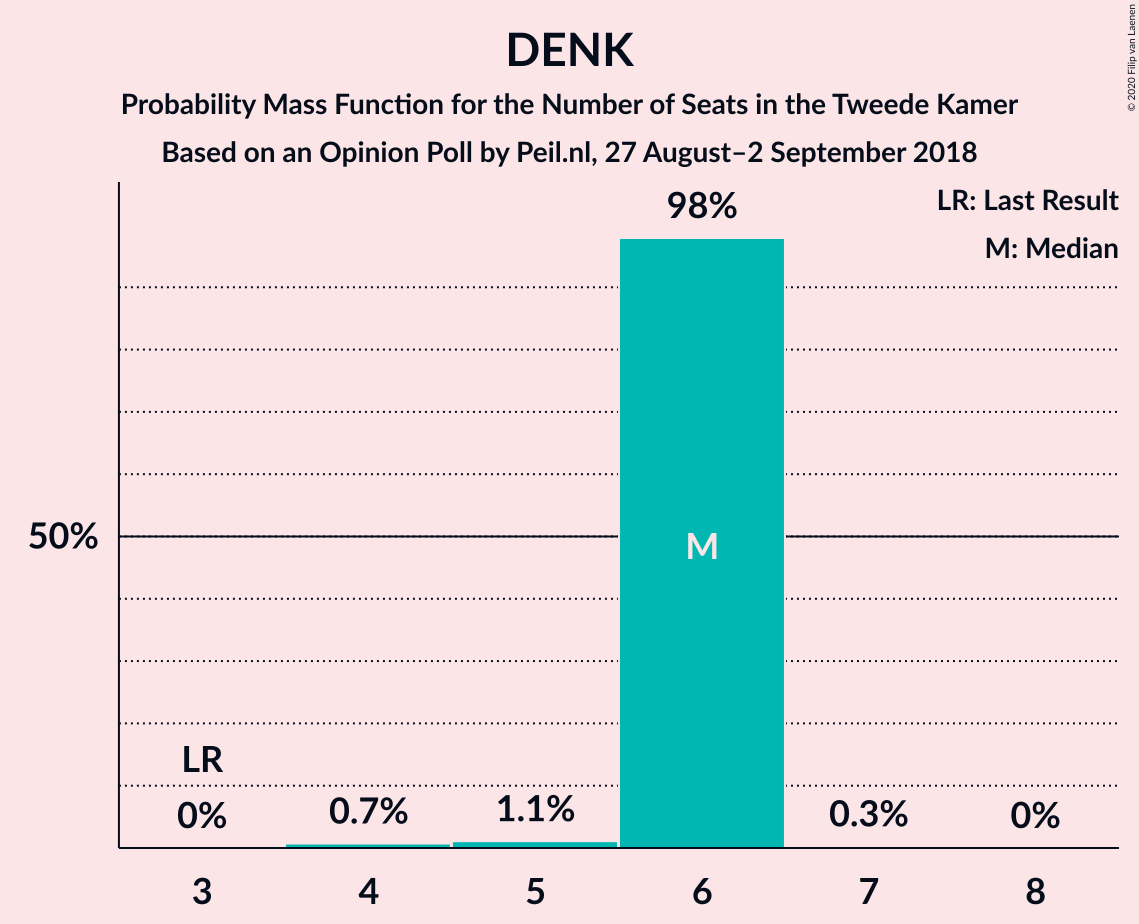 DENK
Probability Mass Function for the Number of Seats in the Tweede Kamer
Based on an Opinion Poll by Peil.nl, 27 August–2 September 2018
© 2020 Filip van Laenen
LR: Last Result
M: Median
98%
50%
M
LR
0%
0.7%
1.1%
0.3%
0%
3 4 5 6 7 8